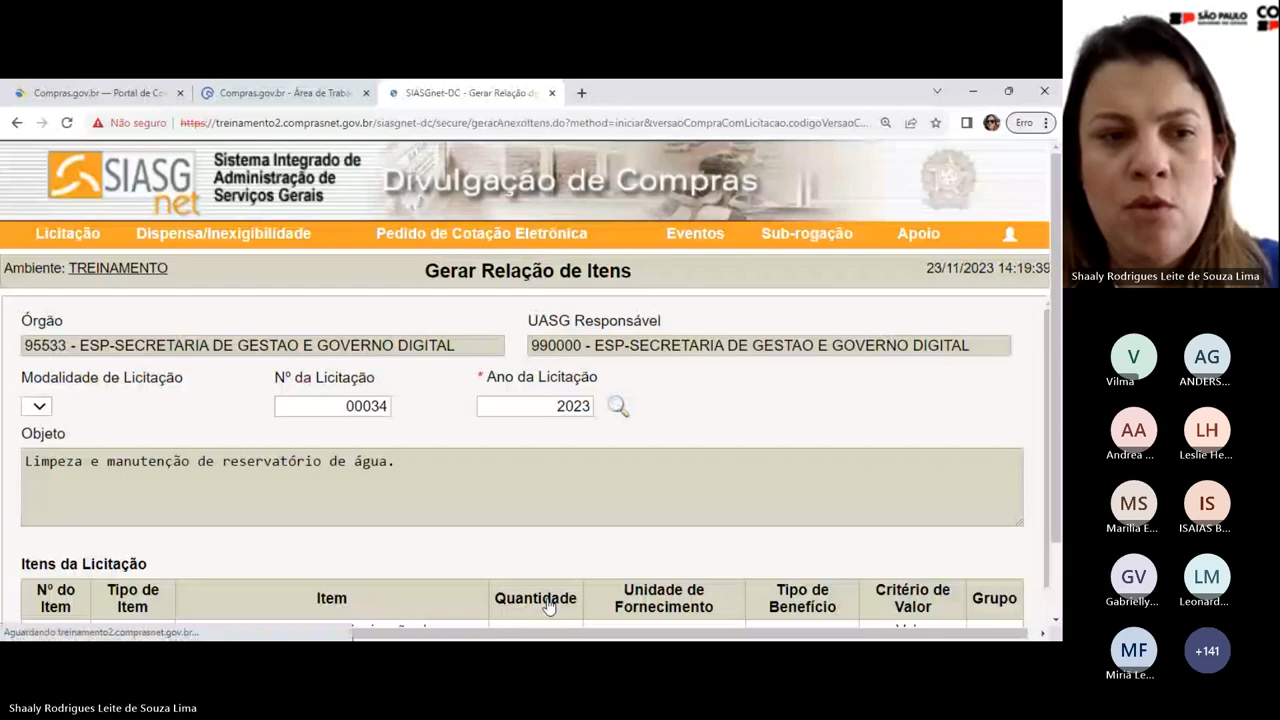 SÃO PAULO
Compras.gov.br — Portal de Co
Compras.gov.br - Área de Traba
SIASGnet-DC - Gerar Relação de
Não seguro
https://treinamento2.comprasnet.gov.br/siasgnet-dc/secure/gerarAnexoItens.do?method=iniciar&versaoCompraComLicitacao.codigoVersaoC...
Erro
SIASG
net
Sistema Integrado de
Administração de
Serviços Gerais
Divulgação de Compras
Licitação
Dispensa/Inexigibilidade
Pedido de Cotação Eletrônica
Eventos
Sub-rogação
Apoio
Ambiente: TREINAMENTO
Gerar Relação de Itens
23/11/2023 14:19:39
Órgão
UASG Responsável
95533 - ESP-SECRETARIA DE GESTAO E GOVERNO DIGITAL
990000 - ESP-SECRETARIA DE GESTAO E GOVERNO DIGITAL
Modalidade de Licitação
Nº da Licitação
* Ano da Licitação
00034
2023
Objeto
Limpeza e manutenção de reservatório de água.
Itens da Licitação
Nº do
Item
Tipo de
Item
Item
Quantidade
Unidade de
Fornecimento
Tipo de
Benefício
Critério de
Valor
Grupo
Aguardando treinamento2.comprasnet.gov.br...
Shaaly Rodrigues Leite de Souza Lima
V
Vilma
AG
ANDERS...
AA
Andrea ...
LH
Leslie He...
MS
Marilia E...
IS
ISAIAS B...
GV
Gabrielly...
LM
Leonard...
MF
Miriã Le...
+141
Shaaly Rodrigues Leite de Souza Lima